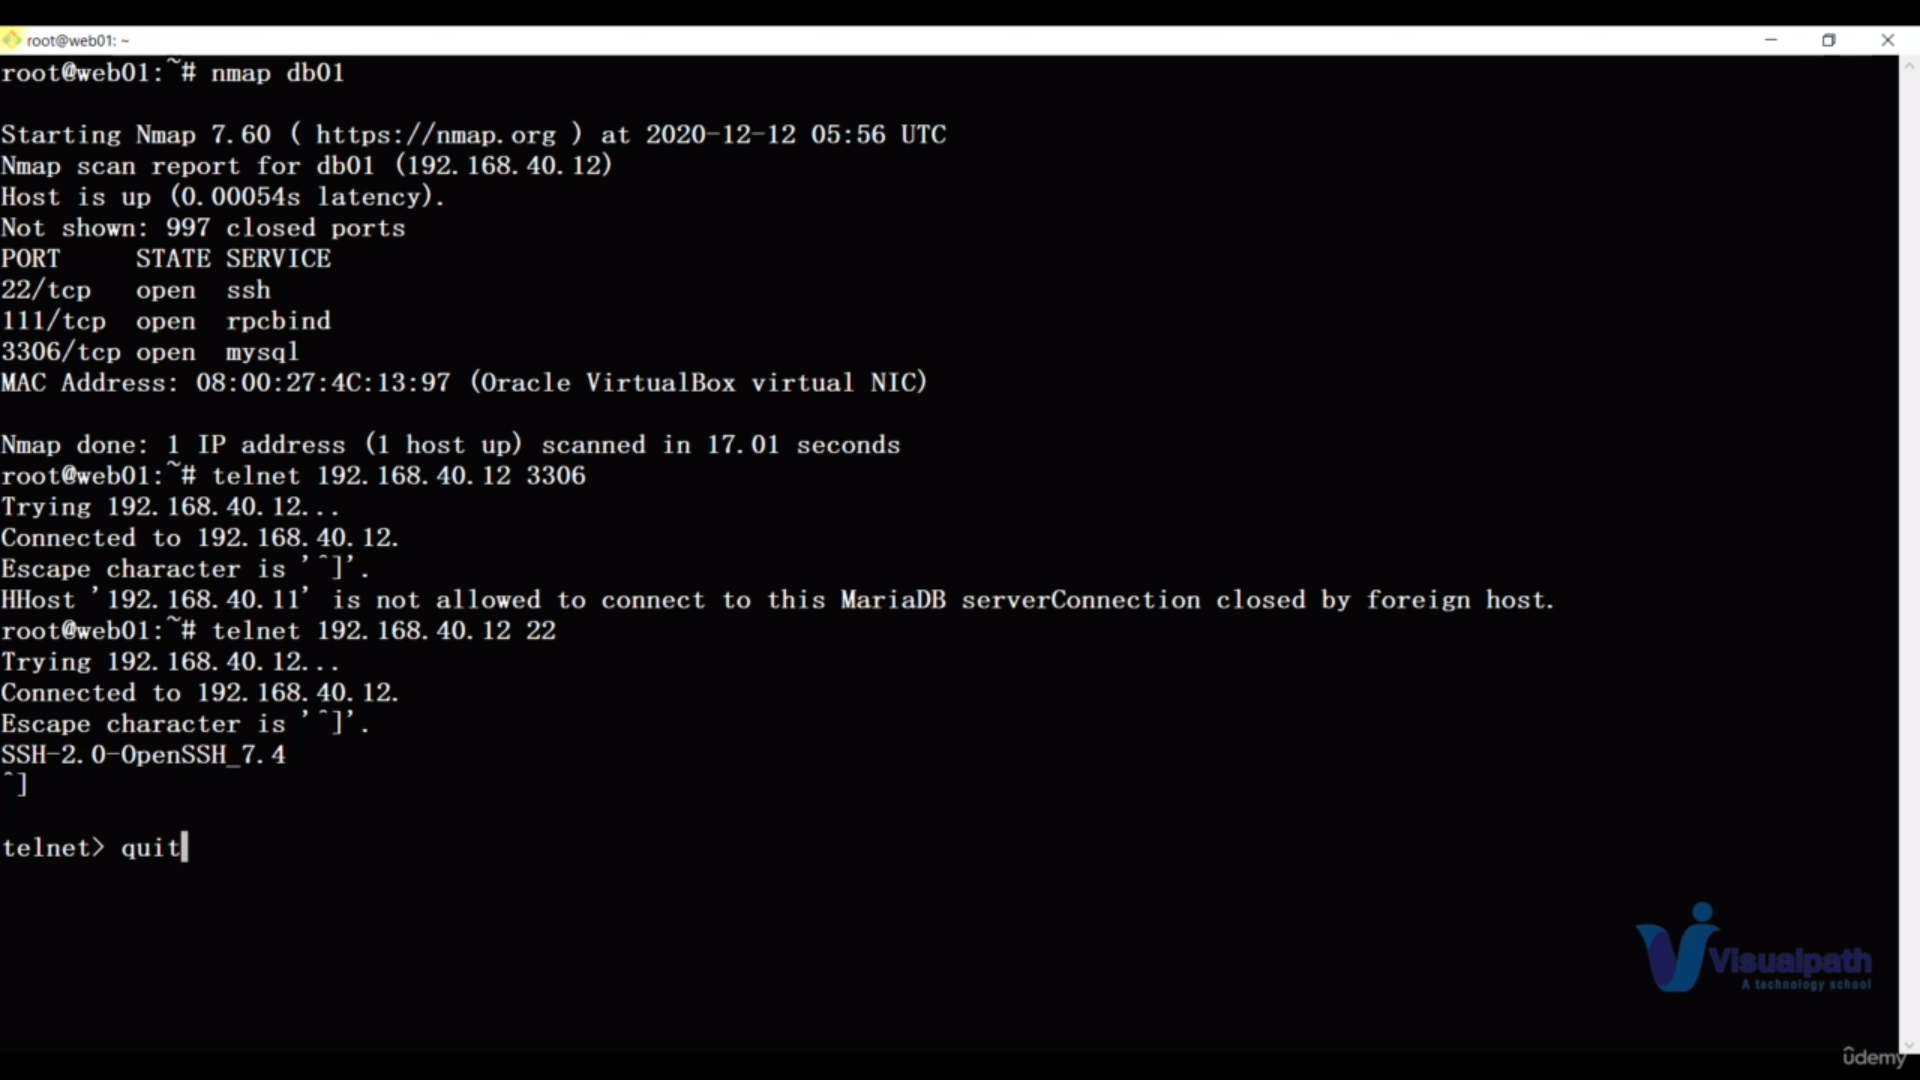 root@web01: ~
root@web01:~# nmap db01
Starting Nmap 7.60 ( https://nmap.org ) at 2020-12-12 05:56 UTC
Nmap scan report for db01 (192.168.40.12)
Host is up (0.00054s latency).
Not shown: 997 closed ports
PORT     STATE SERVICE
22/tcp   open  ssh
111/tcp  open  rpcbind
3306/tcp open  mysql
MAC Address: 08:00:27:4C:13:97 (Oracle VirtualBox virtual NIC)
Nmap done: 1 IP address (1 host up) scanned in 17.01 seconds
root@web01:~# telnet 192.168.40.12 3306
Trying 192.168.40.12...
Connected to 192.168.40.12.
Escape character is '^]'.
HHost '192.168.40.11' is not allowed to connect to this MariaDB serverConnection closed by foreign host.
root@web01:~# telnet 192.168.40.12 22
Trying 192.168.40.12...
Connected to 192.168.40.12.
Escape character is '^]'.
SSH-2.0-OpenSSH_7.4
^]
telnet> quit
Visualpath
A technology school
ûdemy